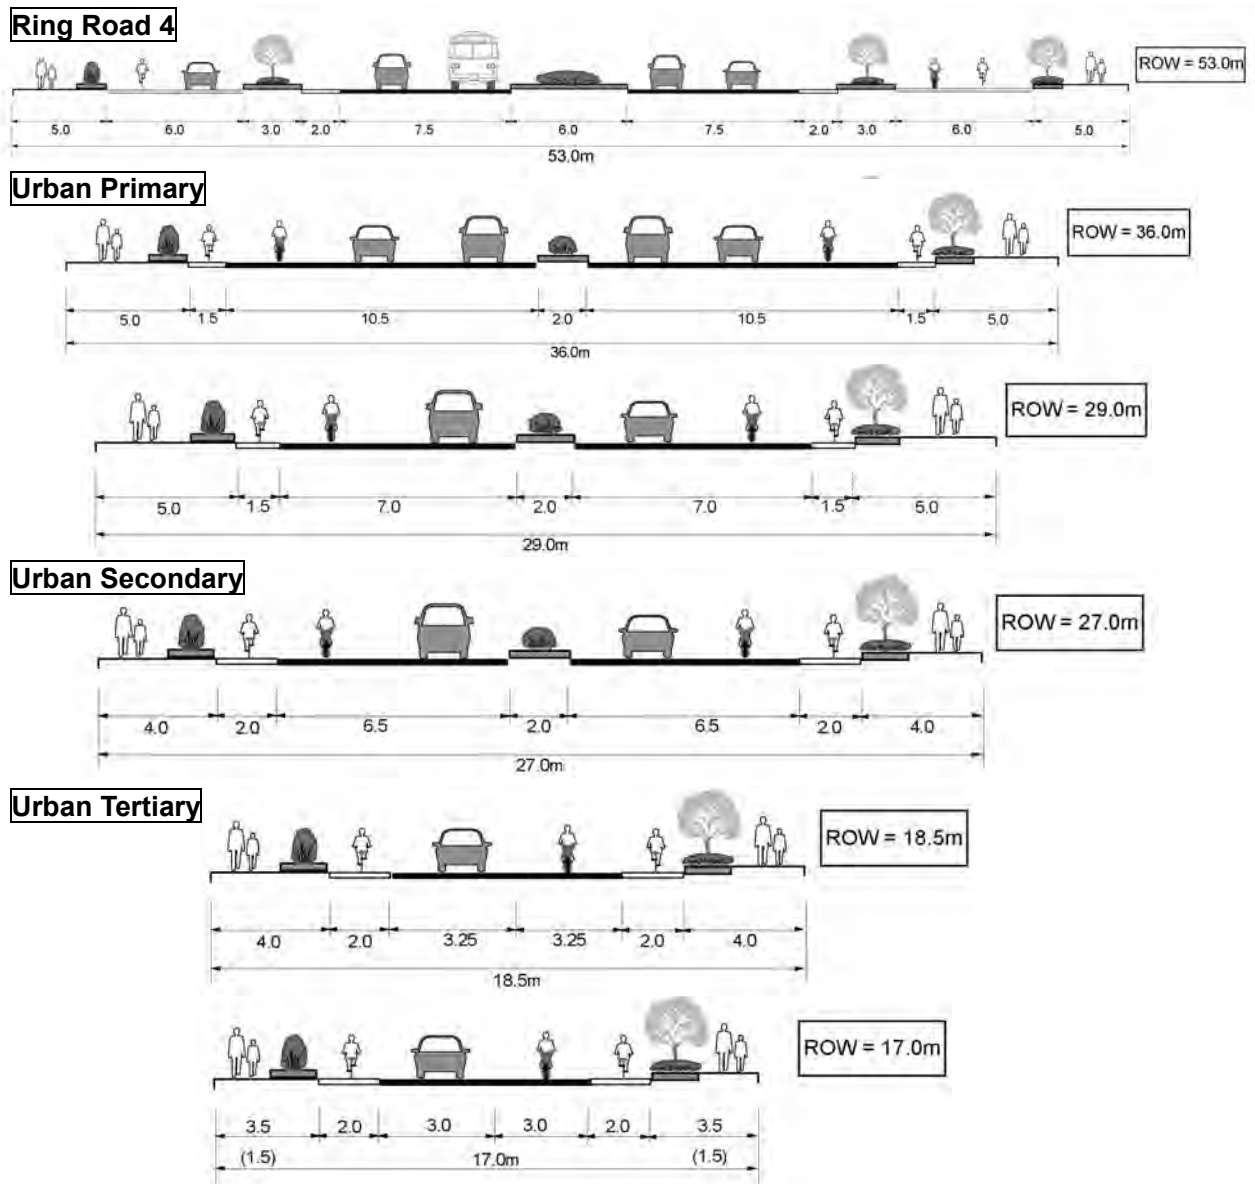 Ring Road 4
ROW = 53.0m
5.0 6.0 3.0 2.0 7.5 6.0 7.5 2.0 3.0 6.0 5.0
53.0m
Urban Primary
ROW = 36.0m
5.0 1.5 10.5 2.0 10.5 1.5 5.0
36.0m
ROW = 29.0m
5.0 1.5 7.0 2.0 7.0 1.5 5.0
29.0m
Urban Secondary
ROW = 27.0m
4.0 2.0 6.5 2.0 6.5 2.0 4.0
27.0m
Urban Tertiary
ROW = 18.5m
4.0 2.0 3.25 3.25 2.0 4.0
18.5m
ROW = 17.0m
3.5 2.0 3.0 3.0 2.0 3.5
(1.5) 17.0m (1.5)